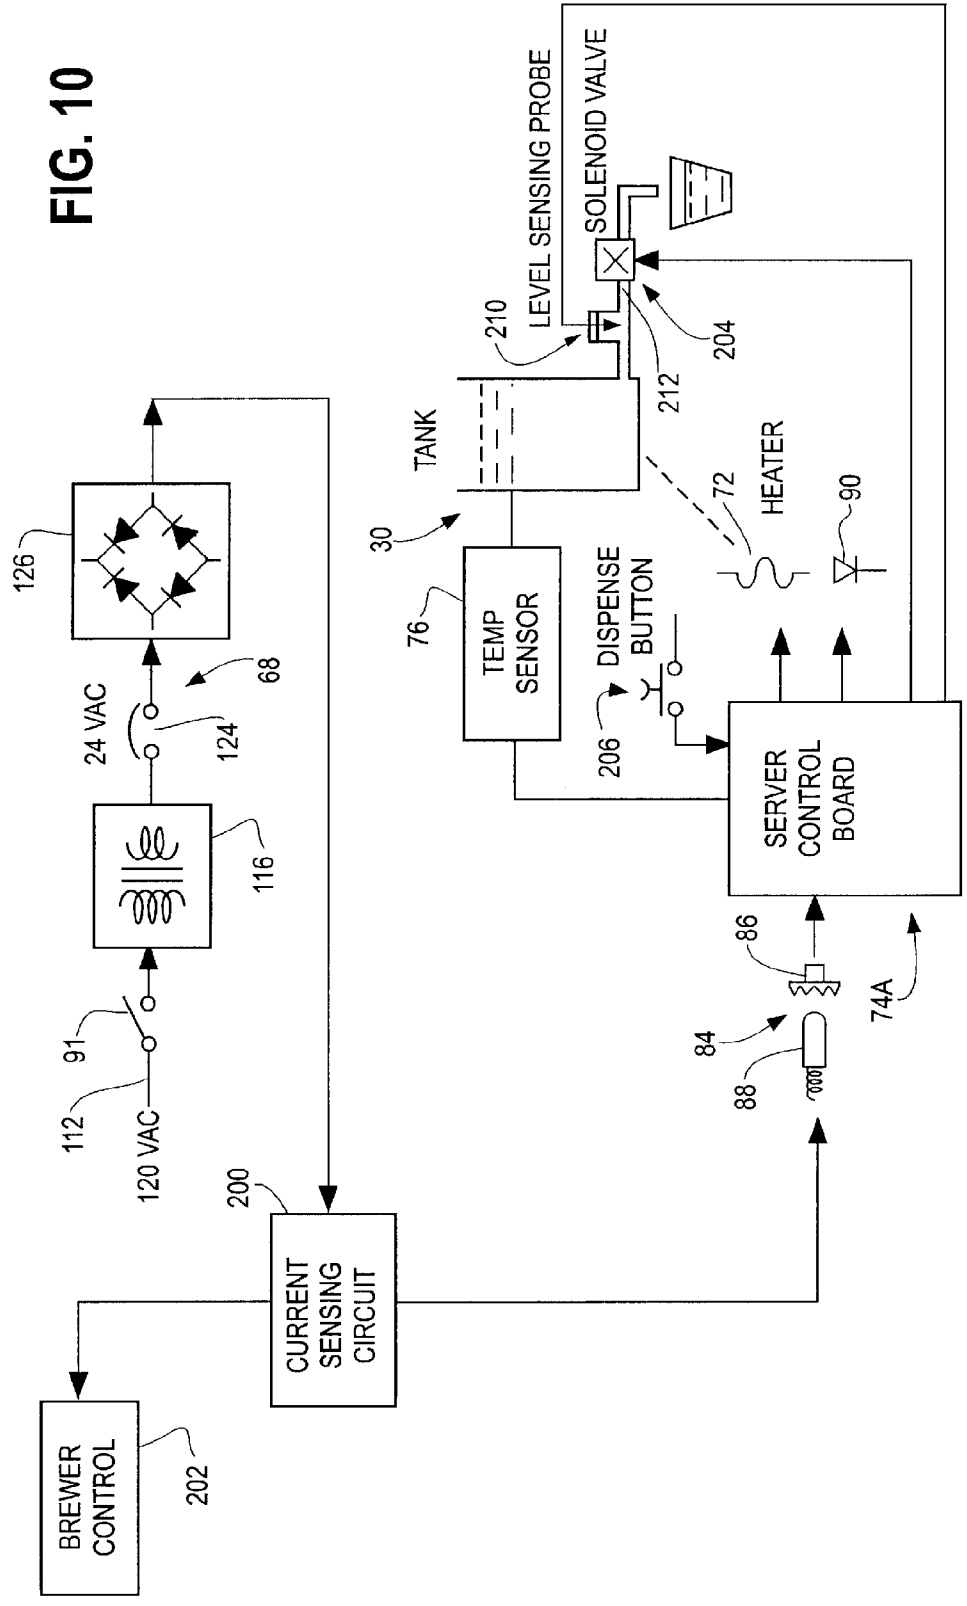 FIG. 10
BREWER
CONTROL
202
CURRENT
SENSING
CIRCUIT
200
120 VAC
112
91
116
24 VAC
124
68
126
88
84
86
74A
SERVER
CONTROL
BOARD
206
DISPENSE
BUTTON
76
TEMP
SENSOR
30
TANK
72
HEATER
90
210
LEVEL SENSING PROBE
SOLENOID VALVE
212
204